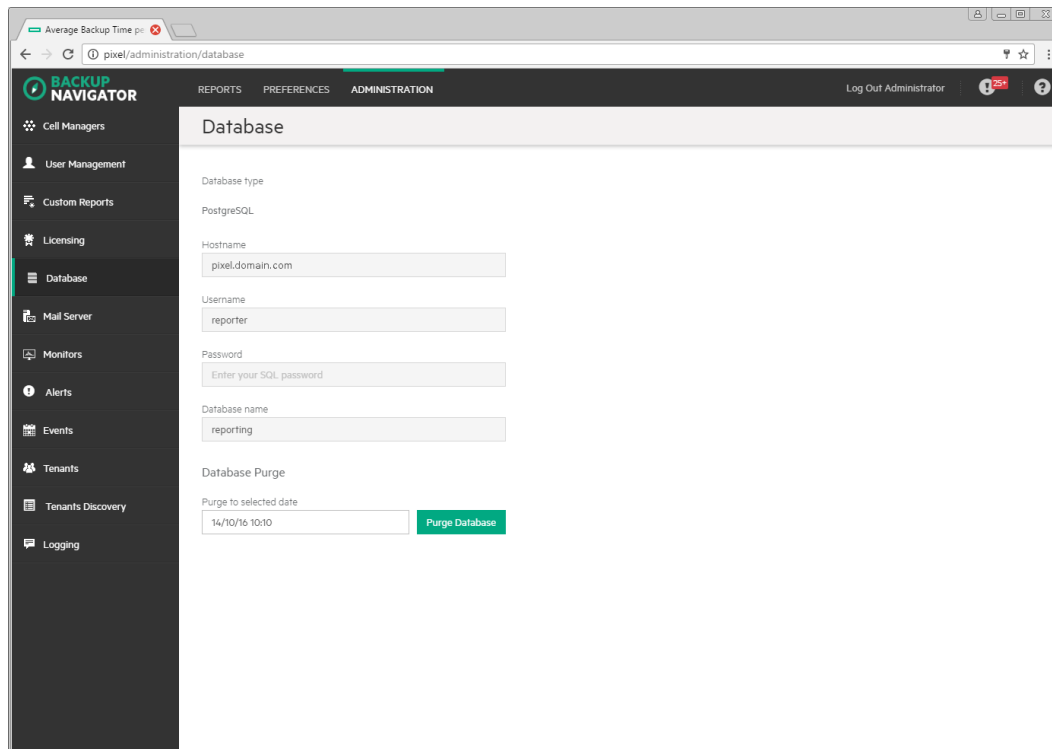 Average Backup Time pe
pixel/administration/database
BACKUP
NAVIGATOR
REPORTS PREFERENCES ADMINISTRATION Log Out Administrator 25+ ?
Cell Managers
User Management
Custom Reports
Licensing
Database
Mail Server
Monitors
Alerts
Events
Tenants
Tenants Discovery
Logging
Database
Database type
PostgreSQL
Hostname
pixel.domain.com
Username
reporter
Password
Enter your SQL password
Database name
reporting
Database Purge
Purge to selected date
14/10/16 10:10 Purge Database